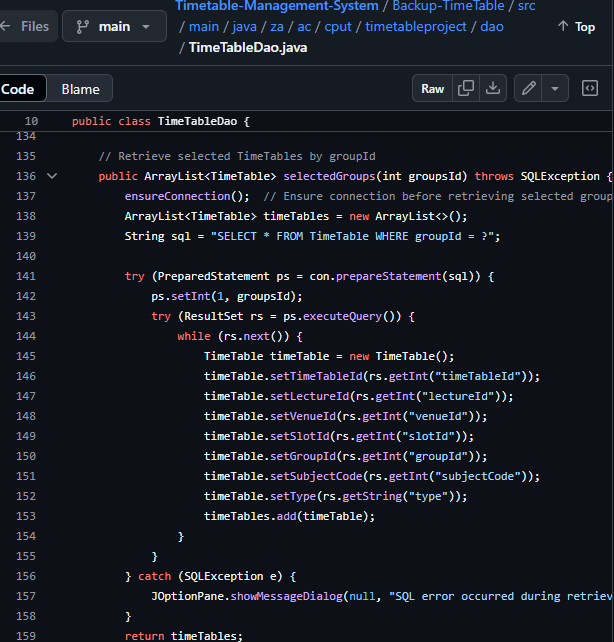 Timetable-Management-System / Backup-TimeTable / src
Files
main
/ main / java / za / ac / cput / timetableproject / dao
/ TimeTableDao.java
Top
Code
Blame
Raw
10 public class TimeTableDao {
134
135 // Retrieve selected TimeTables by groupId
136 public ArrayList<TimeTable> selectedGroups(int groupsId) throws SQLException {
137 ensureConnection(); // Ensure connection before retrieving selected group
138 ArrayList<TimeTable> timeTables = new ArrayList<>();
139 String sql = "SELECT * FROM TimeTable WHERE groupId = ?";
140
141 try (PreparedStatement ps = con.prepareStatement(sql)) {
142 ps.setInt(1, groupsId);
143 try (ResultSet rs = ps.executeQuery()) {
144 while (rs.next()) {
145 TimeTable timeTable = new TimeTable();
146 timeTable.setTimeTableId(rs.getInt("timeTableId"));
147 timeTable.setLectureId(rs.getInt("lectureId"));
148 timeTable.setVenueId(rs.getInt("venueId"));
149 timeTable.setSlotId(rs.getInt("slotId"));
150 timeTable.setGroupId(rs.getInt("groupId"));
151 timeTable.setSubjectCode(rs.getInt("subjectCode"));
152 timeTable.setType(rs.getString("type"));
153 timeTables.add(timeTable);
154 }
155 }
156 } catch (SQLException e) {
157 JOptionPane.showMessageDialog(null, "SQL error occurred during retriev
158 }
159 return timeTables;